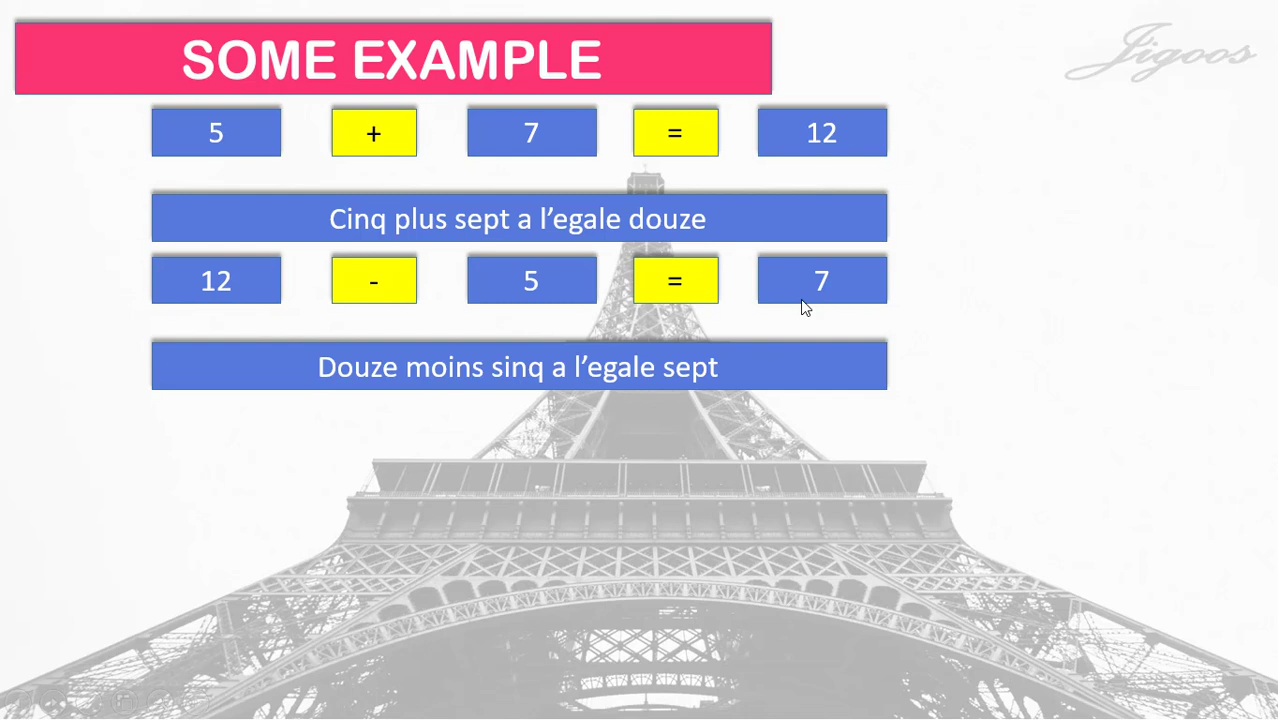 SOME EXAMPLE
Jigoos
5 + 7 = 12
Cinq plus sept a l’egale douze
12 - 5 = 7
Douze moins sinq a l’egale sept